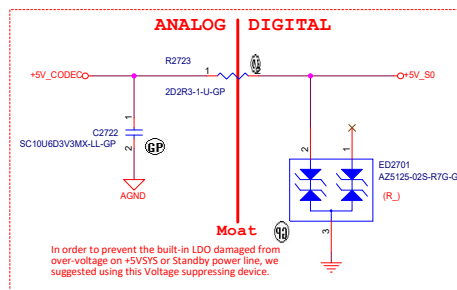 ANALOG DIGITAL
R2723
+5V_CODEC
1
2
+5V_S0
2D2R3-1-U-GP
1
C2722
SC10U6D3V3MX-LL-GP
2
GP
AGND
2
1
ED2701
AZ5125-02S-R7G-G
(R_)
3
GP
Moat
In order to prevent the built-in LDO damaged from
over-voltage on +5VSYS or Standby power line, we
suggested using this Voltage suppressing device.